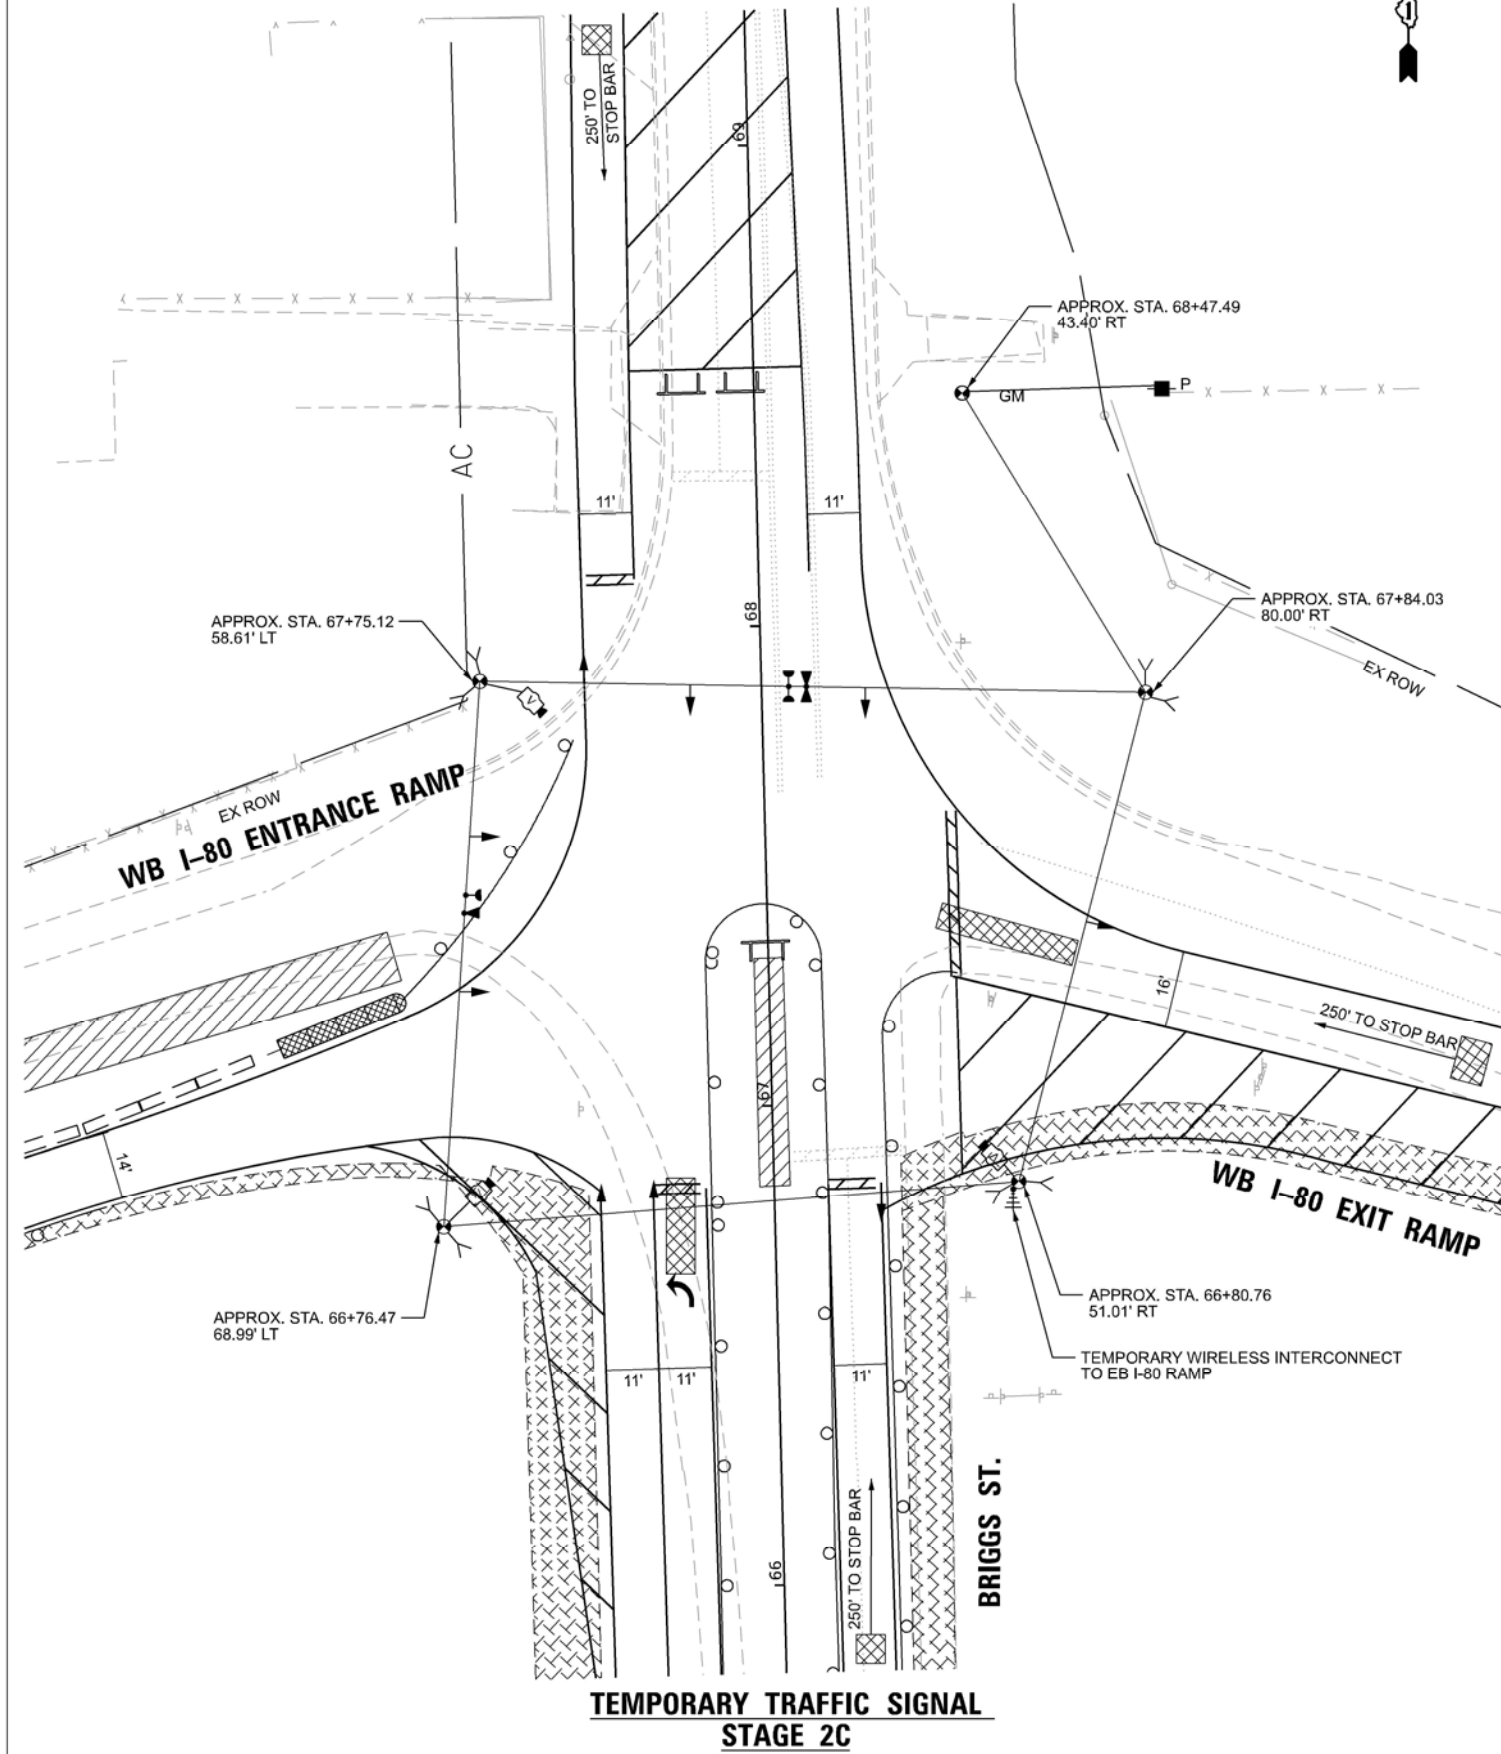 1
250' TO
STOP BAR
69
APPROX. STA. 68+47.49
43.40' RT
P
GM
AC
11'
11'
68
APPROX. STA. 67+75.12
58.61' LT
APPROX. STA. 67+84.03
80.00' RT
EX ROW
V
EX ROW
WB I-80 ENTRANCE RAMP
16'
250' TO STOP BAR
67
14'
WB I-80 EXIT RAMP
APPROX. STA. 66+76.47
68.99' LT
APPROX. STA. 66+80.76
51.01' RT
TEMPORARY WIRELESS INTERCONNECT
TO EB I-80 RAMP
11'
11'
11'
BRIGGS ST.
250' TO STOP BAR
66
TEMPORARY TRAFFIC SIGNAL
STAGE 2C